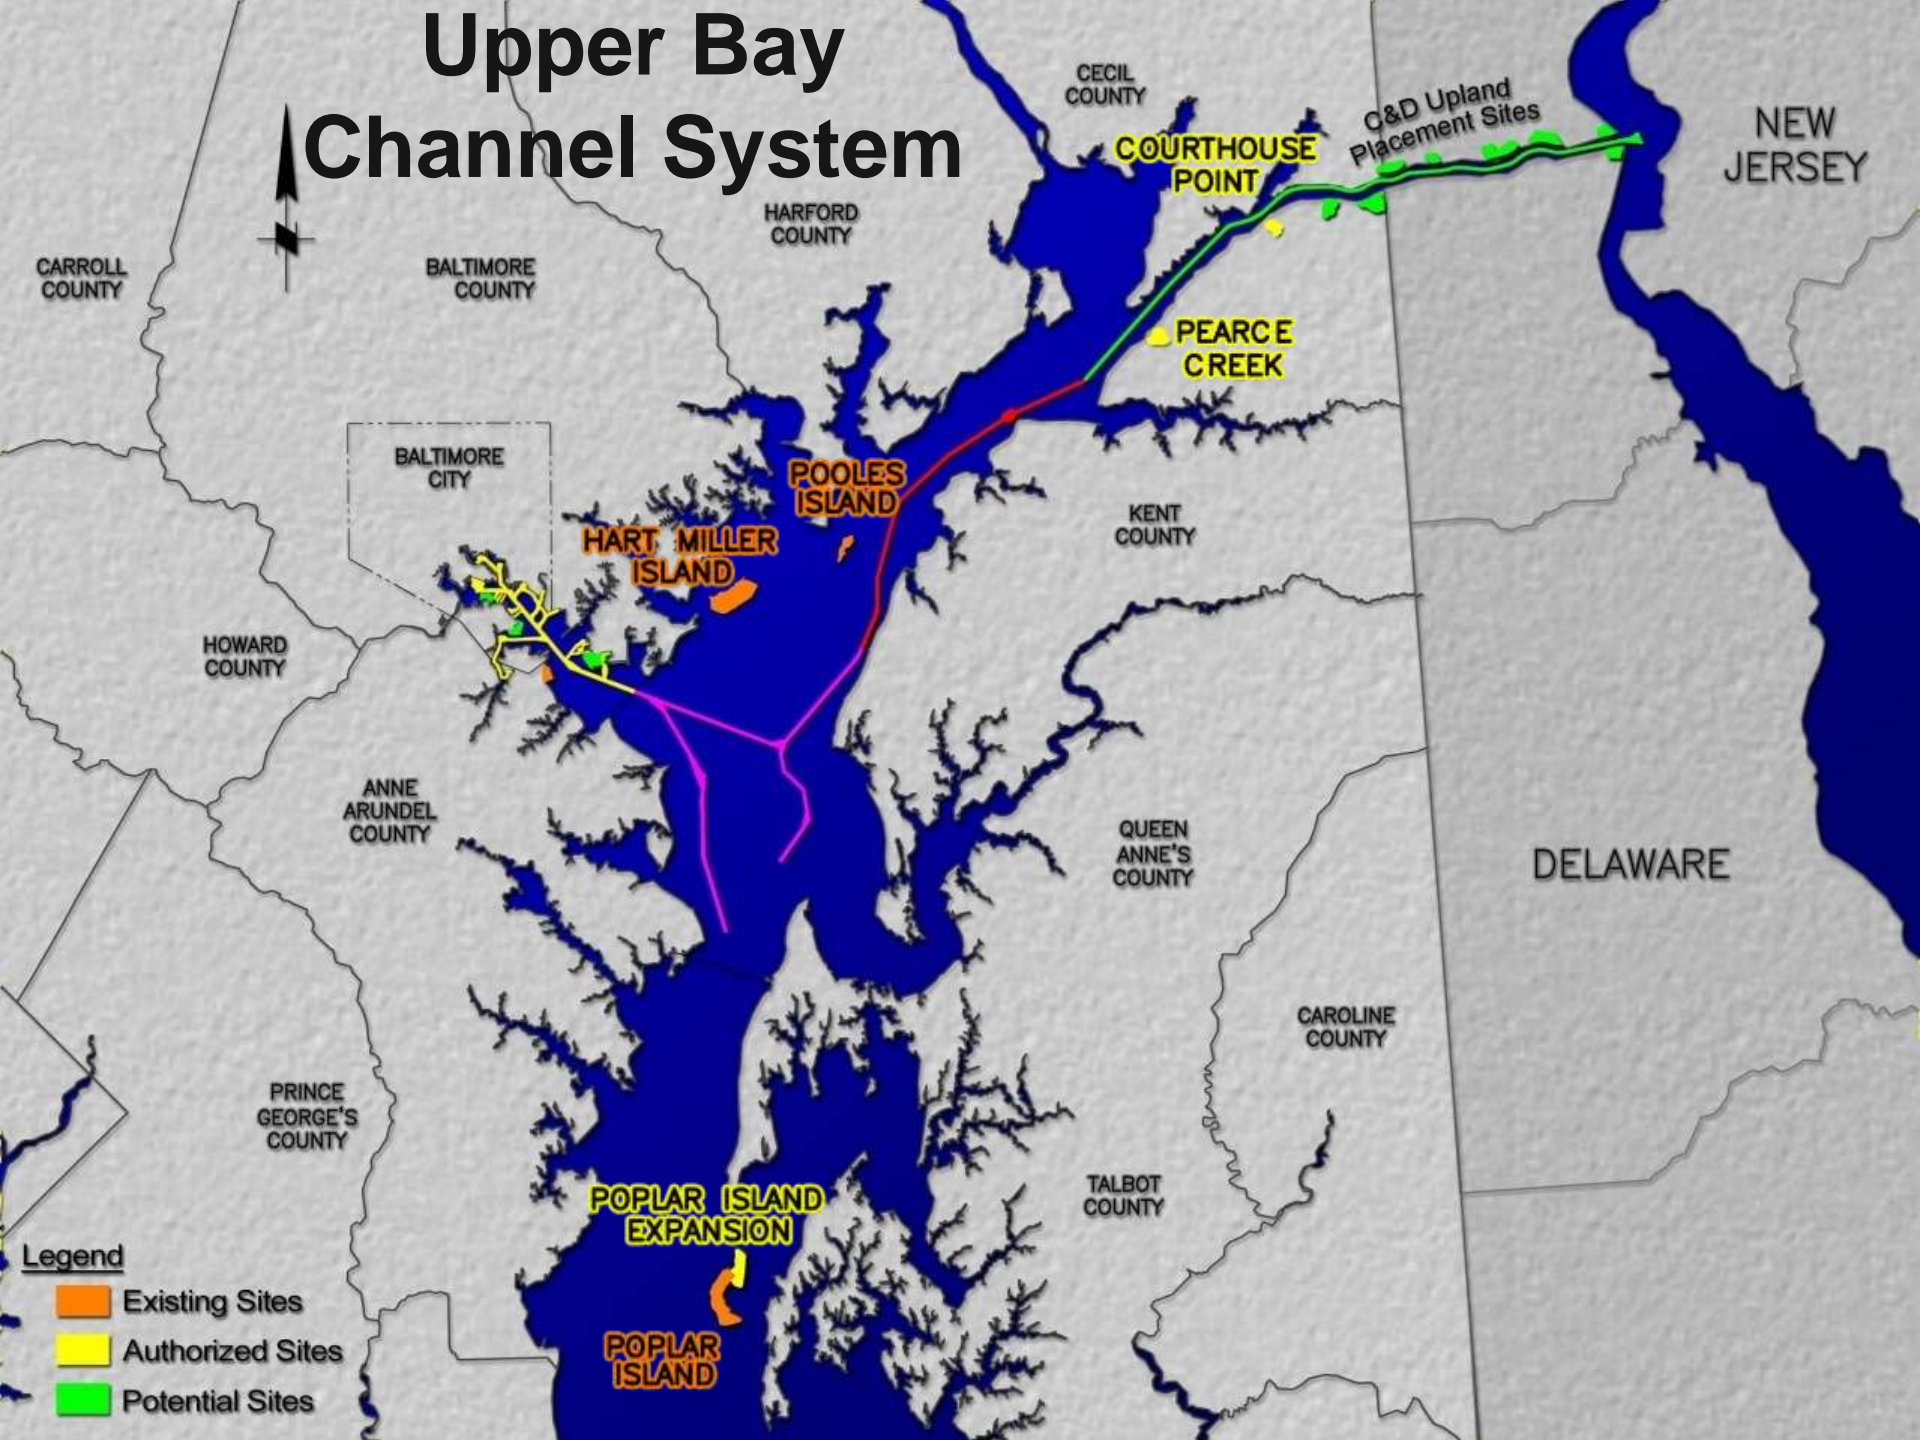 Upper Bay
Channel System
CECIL
COUNTY
C&D Upland
Placement Sites
NEW
JERSEY
COURTHOUSE
POINT
HARFORD
COUNTY
CARROLL
COUNTY
BALTIMORE
COUNTY
PEARCE
CREEK
BALTIMORE
CITY
POOLES
ISLAND
KENT
COUNTY
HART MILLER
ISLAND
HOWARD
COUNTY
ANNE
ARUNDEL
COUNTY
QUEEN
ANNE'S
COUNTY
DELAWARE
CAROLINE
COUNTY
PRINCE
GEORGE'S
COUNTY
TALBOT
COUNTY
POPLAR ISLAND
EXPANSION
POPLAR
ISLAND
Legend
Existing Sites
Authorized Sites
Potential Sites